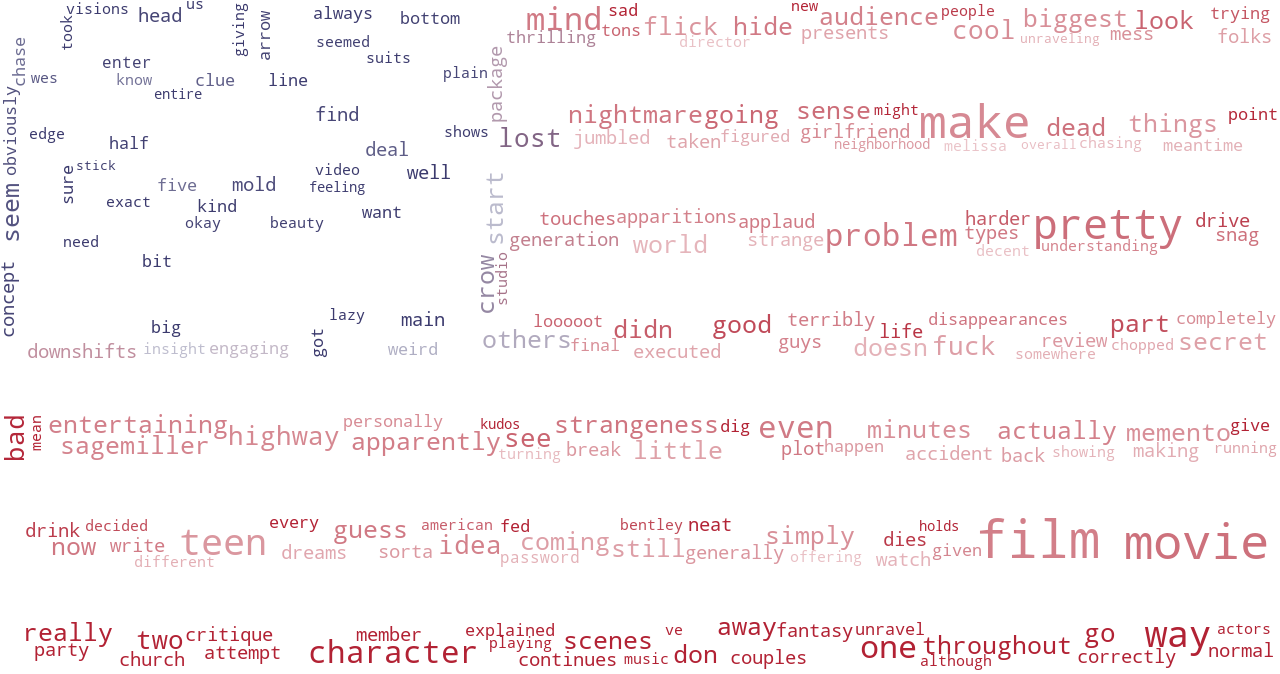 visions us
took head giving arrow always bottom
seemed
chase suits
enter plain
wes know clue line
obviously entire
find
edge half shows
deal
stick video well
sure five mold feeling
exact kind want
seem okay beauty
need
bit
concept
big lazy main
got
downshifts insight engaging weird
mind sad new audience people biggest look trying
thrilling tons flick hide presents cool unraveling mess folks
director
package
nightmare going sense might make dead things point
lost jumbled taken figured girlfriend neighborhood melissa overall chasing meantime
start
touches apparitions applaud harder pretty drive
generation world strange problem types understanding snag
decent
crow studio
looooot didn good terribly life disappearances part completely
others final executed guys doesn fuck somewhere review chopped secret
bad mean entertaining highway personally apparently kudos see strangeness dig even minutes actually memento give
sagemiller turning break little plot happen accident back showing making running
drink decided teen every guess american fed bentley neat simply dies holds film movie
now write different dreams sorta idea password coming still generally offering watch given
really two critique member explained scenes ve away fantasy unravel throughout go way actors
party church attempt character playing continues music don couples one although correctly normal